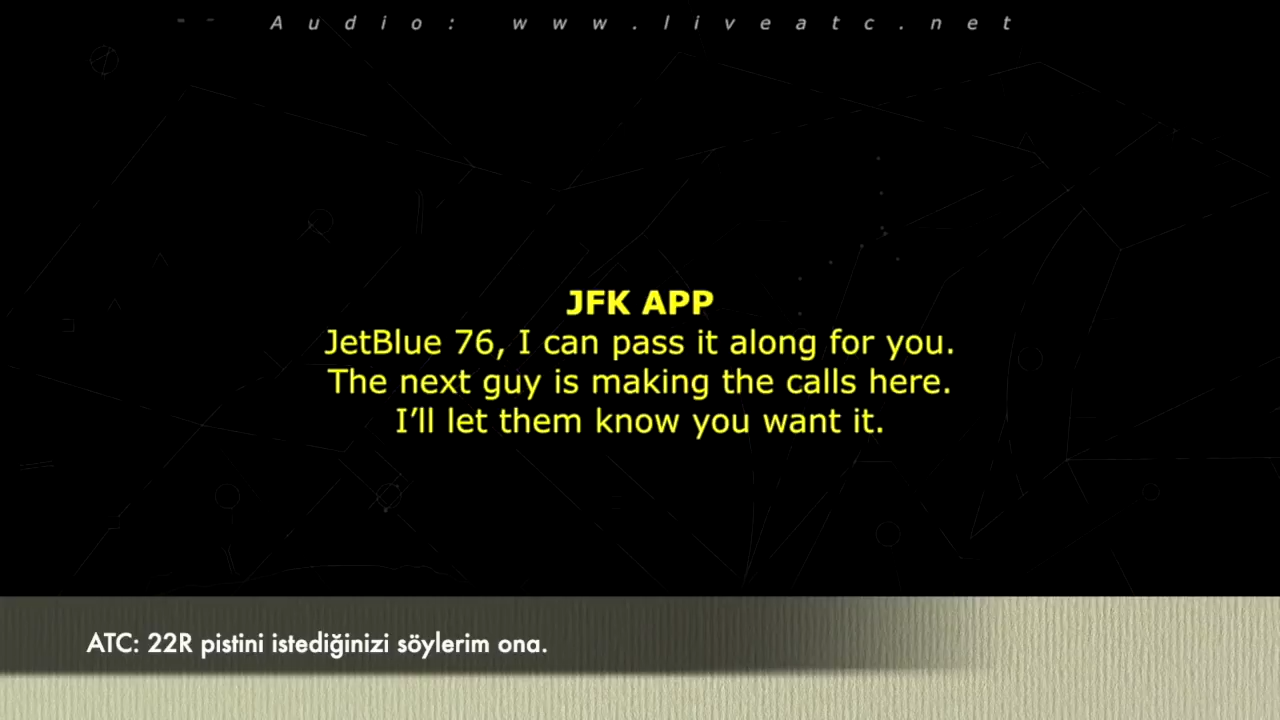 Audio: www.liveatc.net
JFK APP
JetBlue 76, I can pass it along for you.
The next guy is making the calls here.
I’ll let them know you want it.
ATC: 22R pistini istediğinizi söylerim ona.